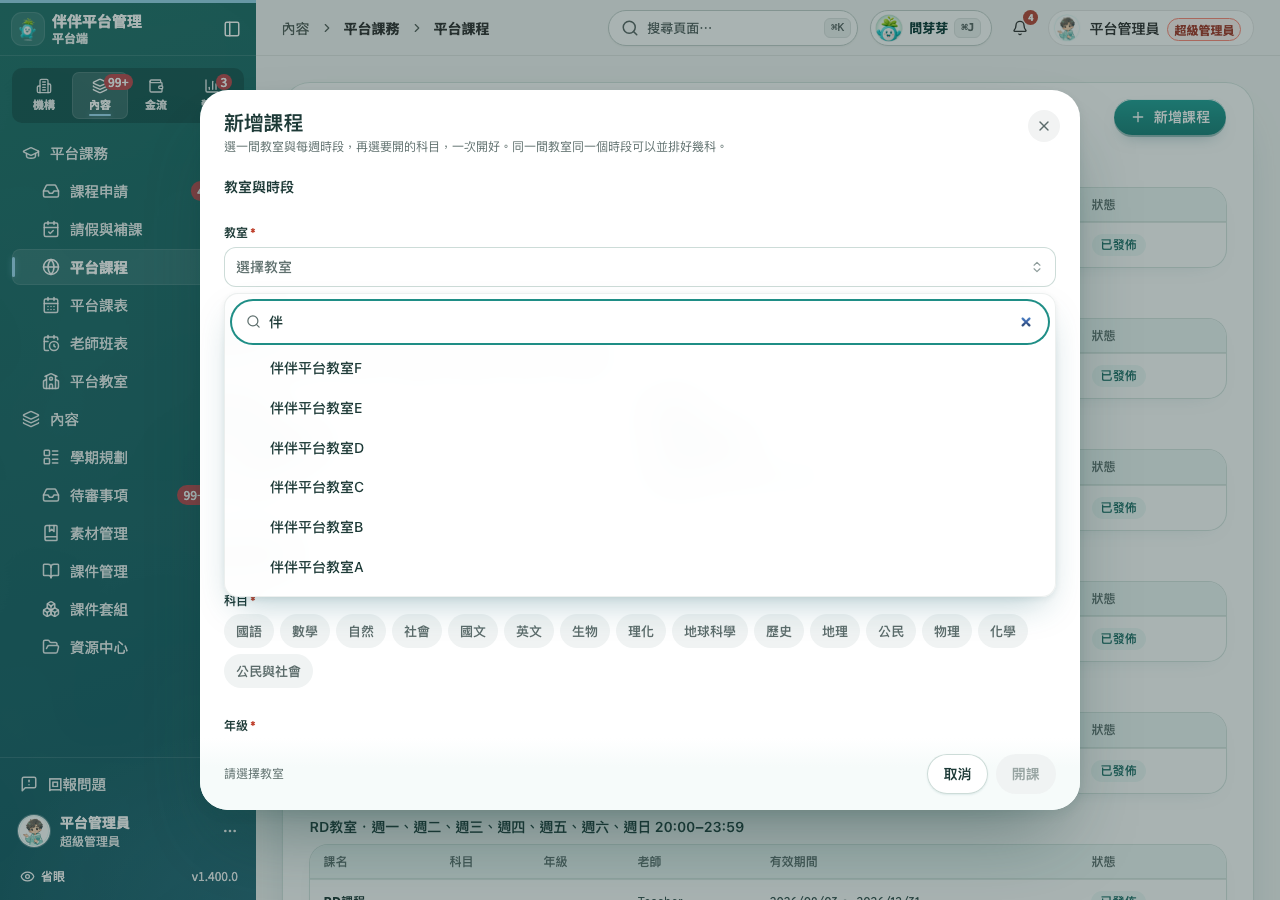 伴伴平台管理
平台端
機構
內容
99+
金流
3
平台課務
課程申請
請假與補課
平台課程
平台課表
老師班表
平台教室
內容
學期規劃
待審事項
99+
素材管理
課件管理
課件套組
資源中心
回報問題
平台管理員
超級管理員
省眼
v1.400.0
內容 > 平台課務 > 平台課程
搜尋頁面…
⌘K
問芽芽
⌘J
4
平台管理員
超級管理員
+ 新增課程
狀態
已發佈
狀態
已發佈
狀態
已發佈
狀態
已發佈
狀態
已發佈
新增課程
選一間教室與每週時段，再選要開的科目，一次開好。同一間教室同一個時段可以並排好幾科。
教室與時段
教室*
選擇教室
伴
伴伴平台教室F
伴伴平台教室E
伴伴平台教室D
伴伴平台教室C
伴伴平台教室B
伴伴平台教室A
科目*
國語 數學 自然 社會 國文 英文 生物 理化 地球科學 歷史 地理 公民 物理 化學
公民與社會
年級*
請選擇教室
取消
開課
RD教室 · 週一、週二、週三、週四、週五、週六、週日 20:00–23:59
課名 科目 年級 老師 有效期間 狀態
RD課程 Teacher 2026/08/03 – 2026/12/31 已發佈